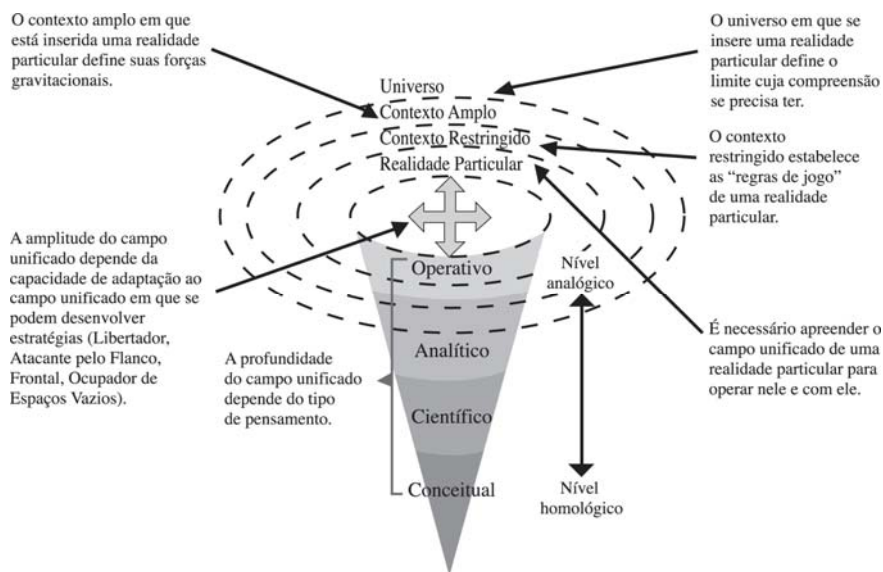 O contexto amplo em que
está inserida uma realidade
particular define suas forças
gravitacionais.
O universo em que se
insere uma realidade
particular define o
limite cuja compreensão
se precisa ter.
Universo
Contexto Amplo
Contexto Restringido
Realidade Particular
O contexto
restringido estabelece
as “regras de jogo”
de uma realidade
particular.
A amplitude do campo
unificado depende da
capacidade de adaptação ao
campo unificado em que se
podem desenvolver
estratégias (Libertador,
Atacante pelo Flanco,
Frontal, Ocupador de
Espaços Vazios).
Operativo
Analítico
Científico
Conceitual
Nível
analógico
Nível
homológico
A profundidade
do campo unificado
depende do tipo
de pensamento.
É necessário apreender o
campo unificado de uma
realidade particular para
operar nele e com ele.